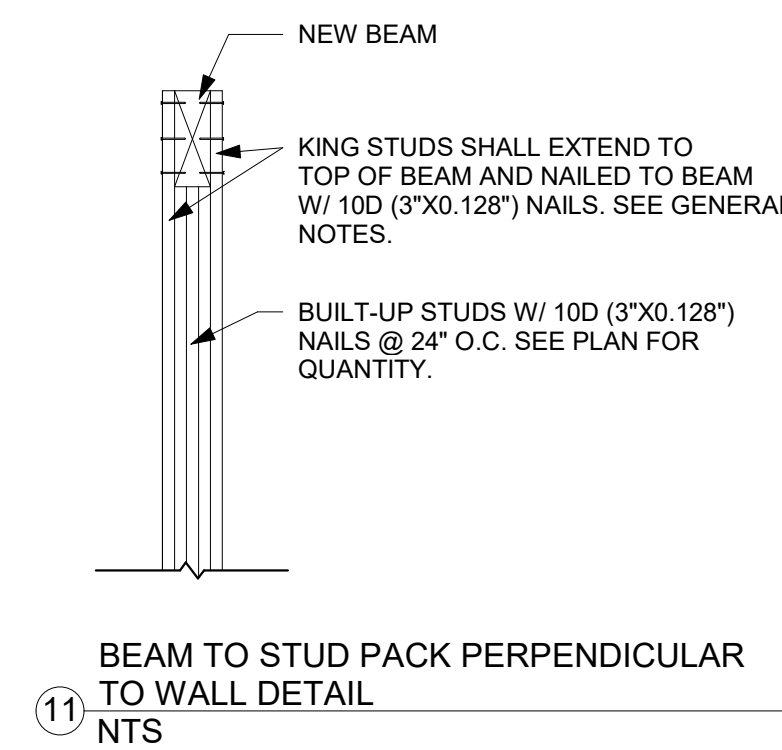 NEW BEAM
KING STUDS SHALL EXTEND TO
TOP OF BEAM AND NAILED TO BEAM
W/ 10D (3"X0.128") NAILS. SEE GENERAL
NOTES.
BUILT-UP STUDS W/ 10D (3"X0.128")
NAILS @ 24" O.C. SEE PLAN FOR
QUANTITY.
BEAM TO STUD PACK PERPENDICULAR
11 TO WALL DETAIL
NTS